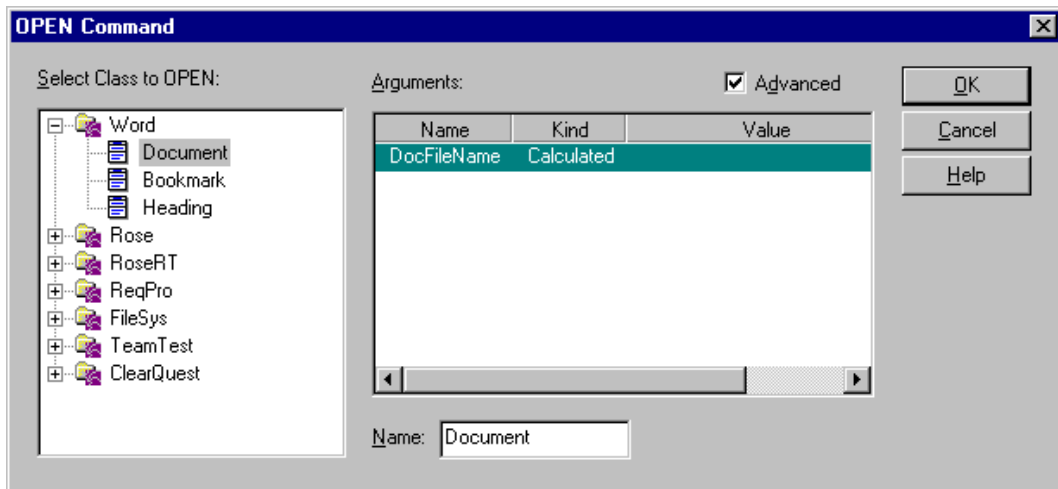 OPEN Command
Select Class to OPEN:
Word
Document
Bookmark
Heading
Rose
RoseRT
ReqPro
FileSys
TeamTest
ClearQuest
Arguments:
Advanced
Name Kind Value
DocFileName Calculated
Name: Document
OK
Cancel
Help